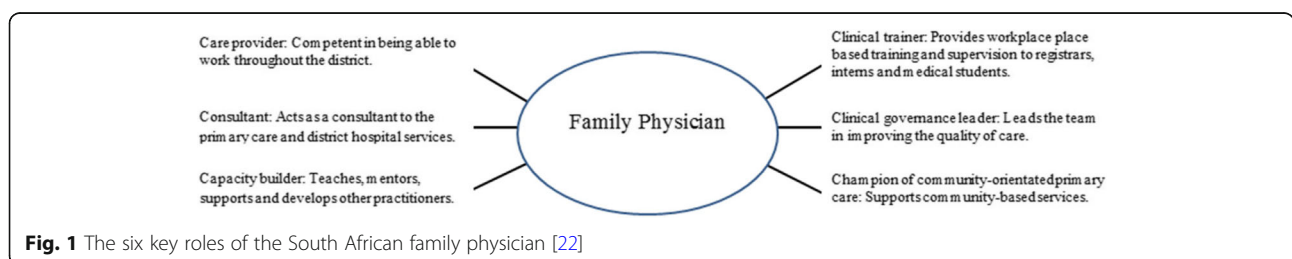 Care provider: Competent in being able to
work throughout the district.
Consultant: Acts as a consultant to the
primary care and district hospital services.
Capacity builder: Teaches, mentors,
supports and develops other practitioners.
Family Physician
Clinical trainer: Provides workplace place
based training and supervision to registrars,
interns and medical students.
Clinical governance leader: Leads the team
in improving the quality of care.
Champion of community-orientated primary
care: Supports community-based services.
Fig. 1 The six key roles of the South African family physician [22]